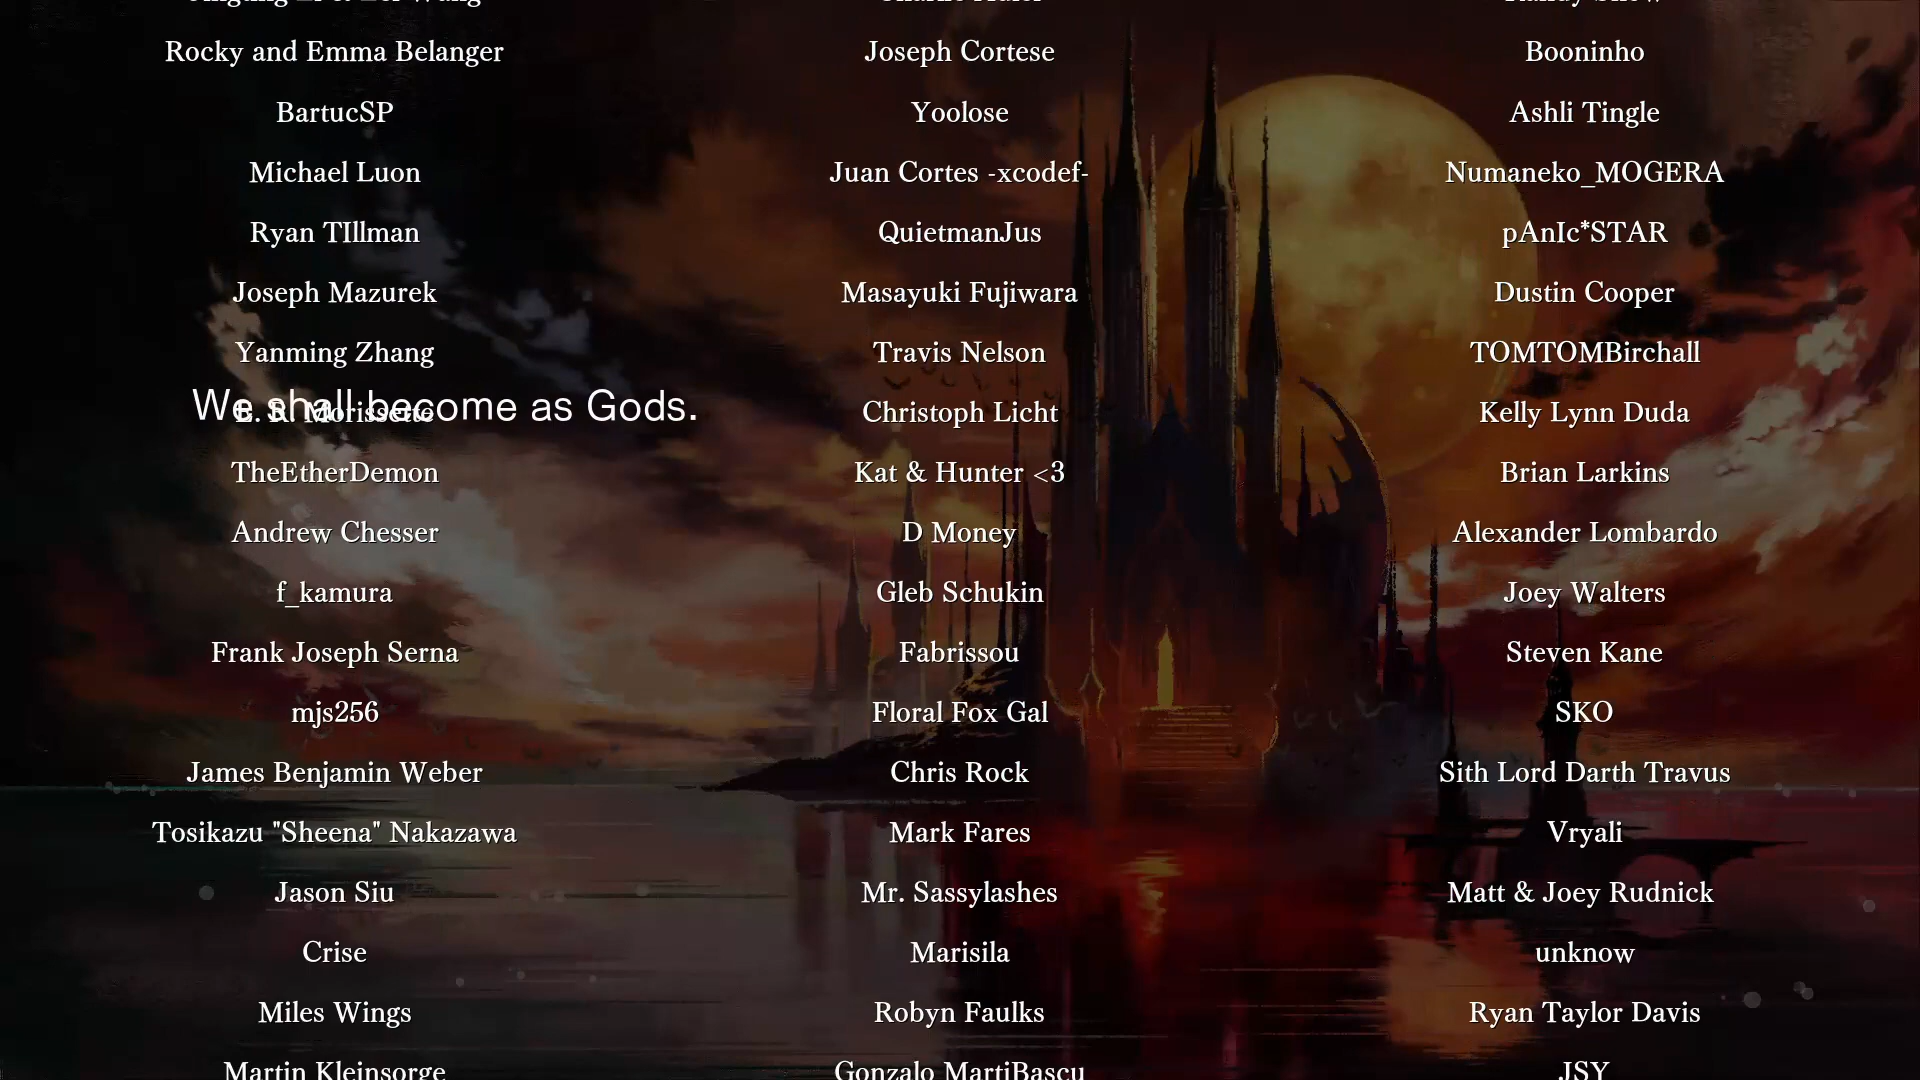 Rocky and Emma Belanger
BartucSP
Michael Luon
Ryan TIllman
Joseph Mazurek
Yanming Zhang
E. R. Morissette
We shall become as Gods.
TheEtherDemon
Andrew Chesser
f_kamura
Frank Joseph Serna
mjs256
James Benjamin Weber
Tosikazu "Sheena" Nakazawa
Jason Siu
Crise
Miles Wings
Martin Kleinsorge
Joseph Cortese
Yoolose
Juan Cortes -xcodef-
QuietmanJus
Masayuki Fujiwara
Travis Nelson
Christoph Licht
Kat & Hunter <3
D Money
Gleb Schukin
Fabrissou
Floral Fox Gal
Chris Rock
Mark Fares
Mr. Sassylashes
Marisila
Robyn Faulks
Gonzalo MartiBascu
Booninho
Ashli Tingle
Numaneko_MOGERA
pAnIc*STAR
Dustin Cooper
TOMTOMBirchall
Kelly Lynn Duda
Brian Larkins
Alexander Lombardo
Joey Walters
Steven Kane
SKO
Sith Lord Darth Travus
Vryali
Matt & Joey Rudnick
unknow
Ryan Taylor Davis
JSY